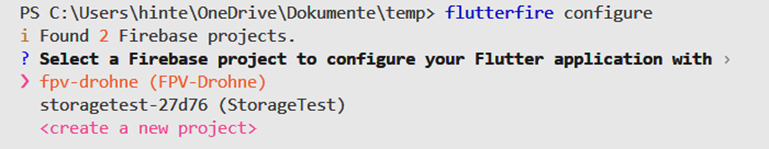 PS C:\Users\hinte\OneDrive\Dokumente\temp> flutterfire configure
i Found 2 Firebase projects.
? Select a Firebase project to configure your Flutter application with ›
❯ fpv-drohne (FPV-Drohne)
storagetest-27d76 (StorageTest)
<create a new project>